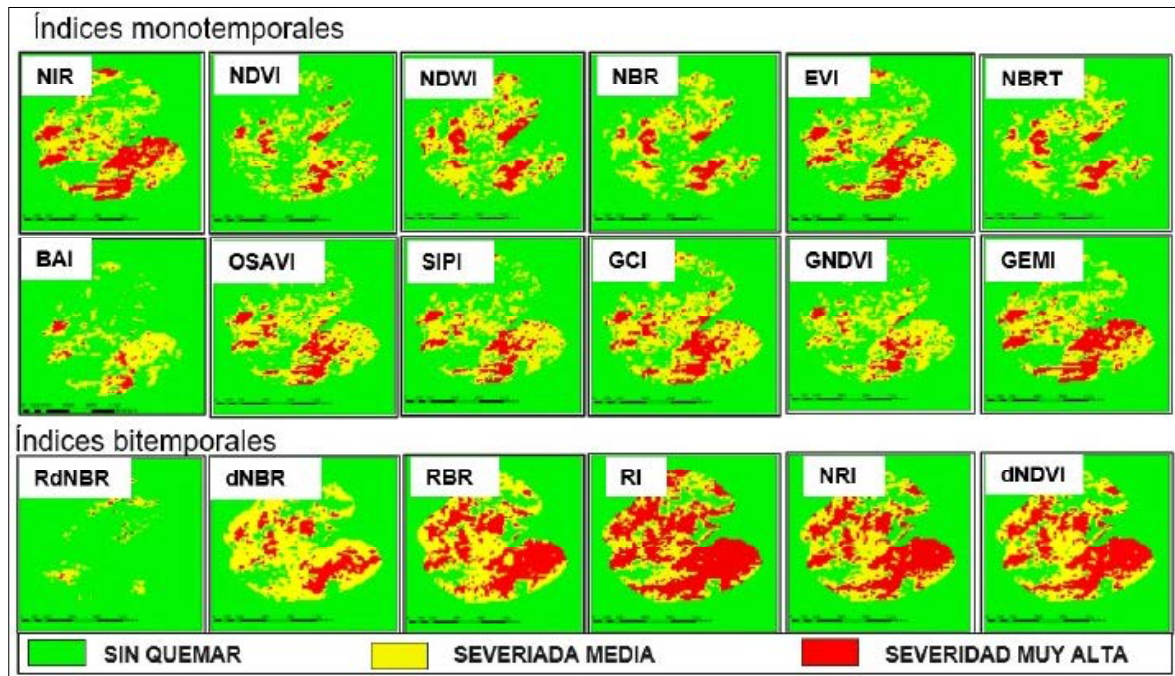 Índices monotemporales
NIR NDVI NDWI NBR EVI NBRT
BAI OSAVI SIPI GCI GNDVI GEMI
Índices bitemporales
RdNBR dNBR RBR RI NRI dNDVI
SIN QUEMAR SEVERIADA MEDIA SEVERIDAD MUY ALTA